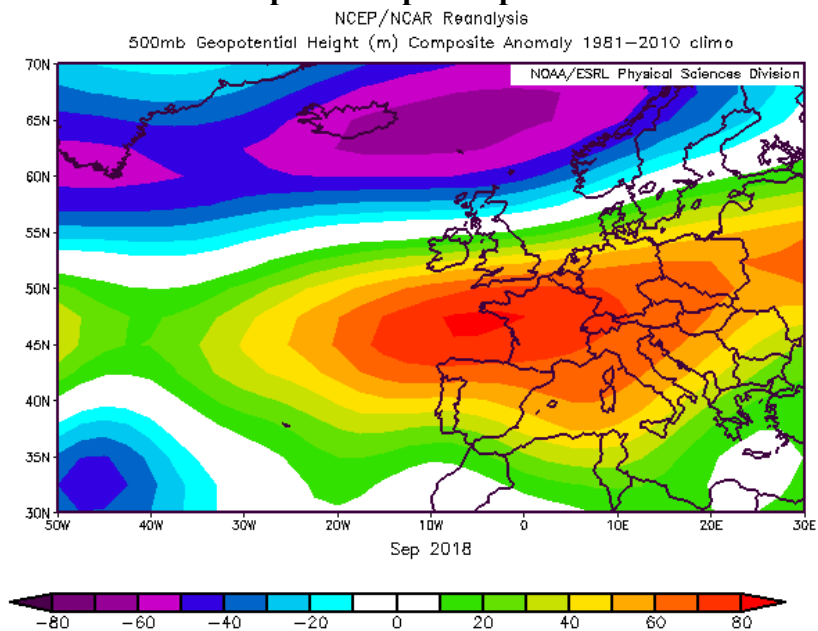 NCEP/NCAR Reanalysis
500mb Geopotential Height (m) Composite Anomaly 1981–2010 climo
NOAA/ESRL Physical Sciences Division
70N
65N
60N
55N
50N
45N
40N
35N
30N
50W 40W 30W 20W 10W 0 10E 20E 30E
Sep 2018
−80 −60 −40 −20 0 20 40 60 80